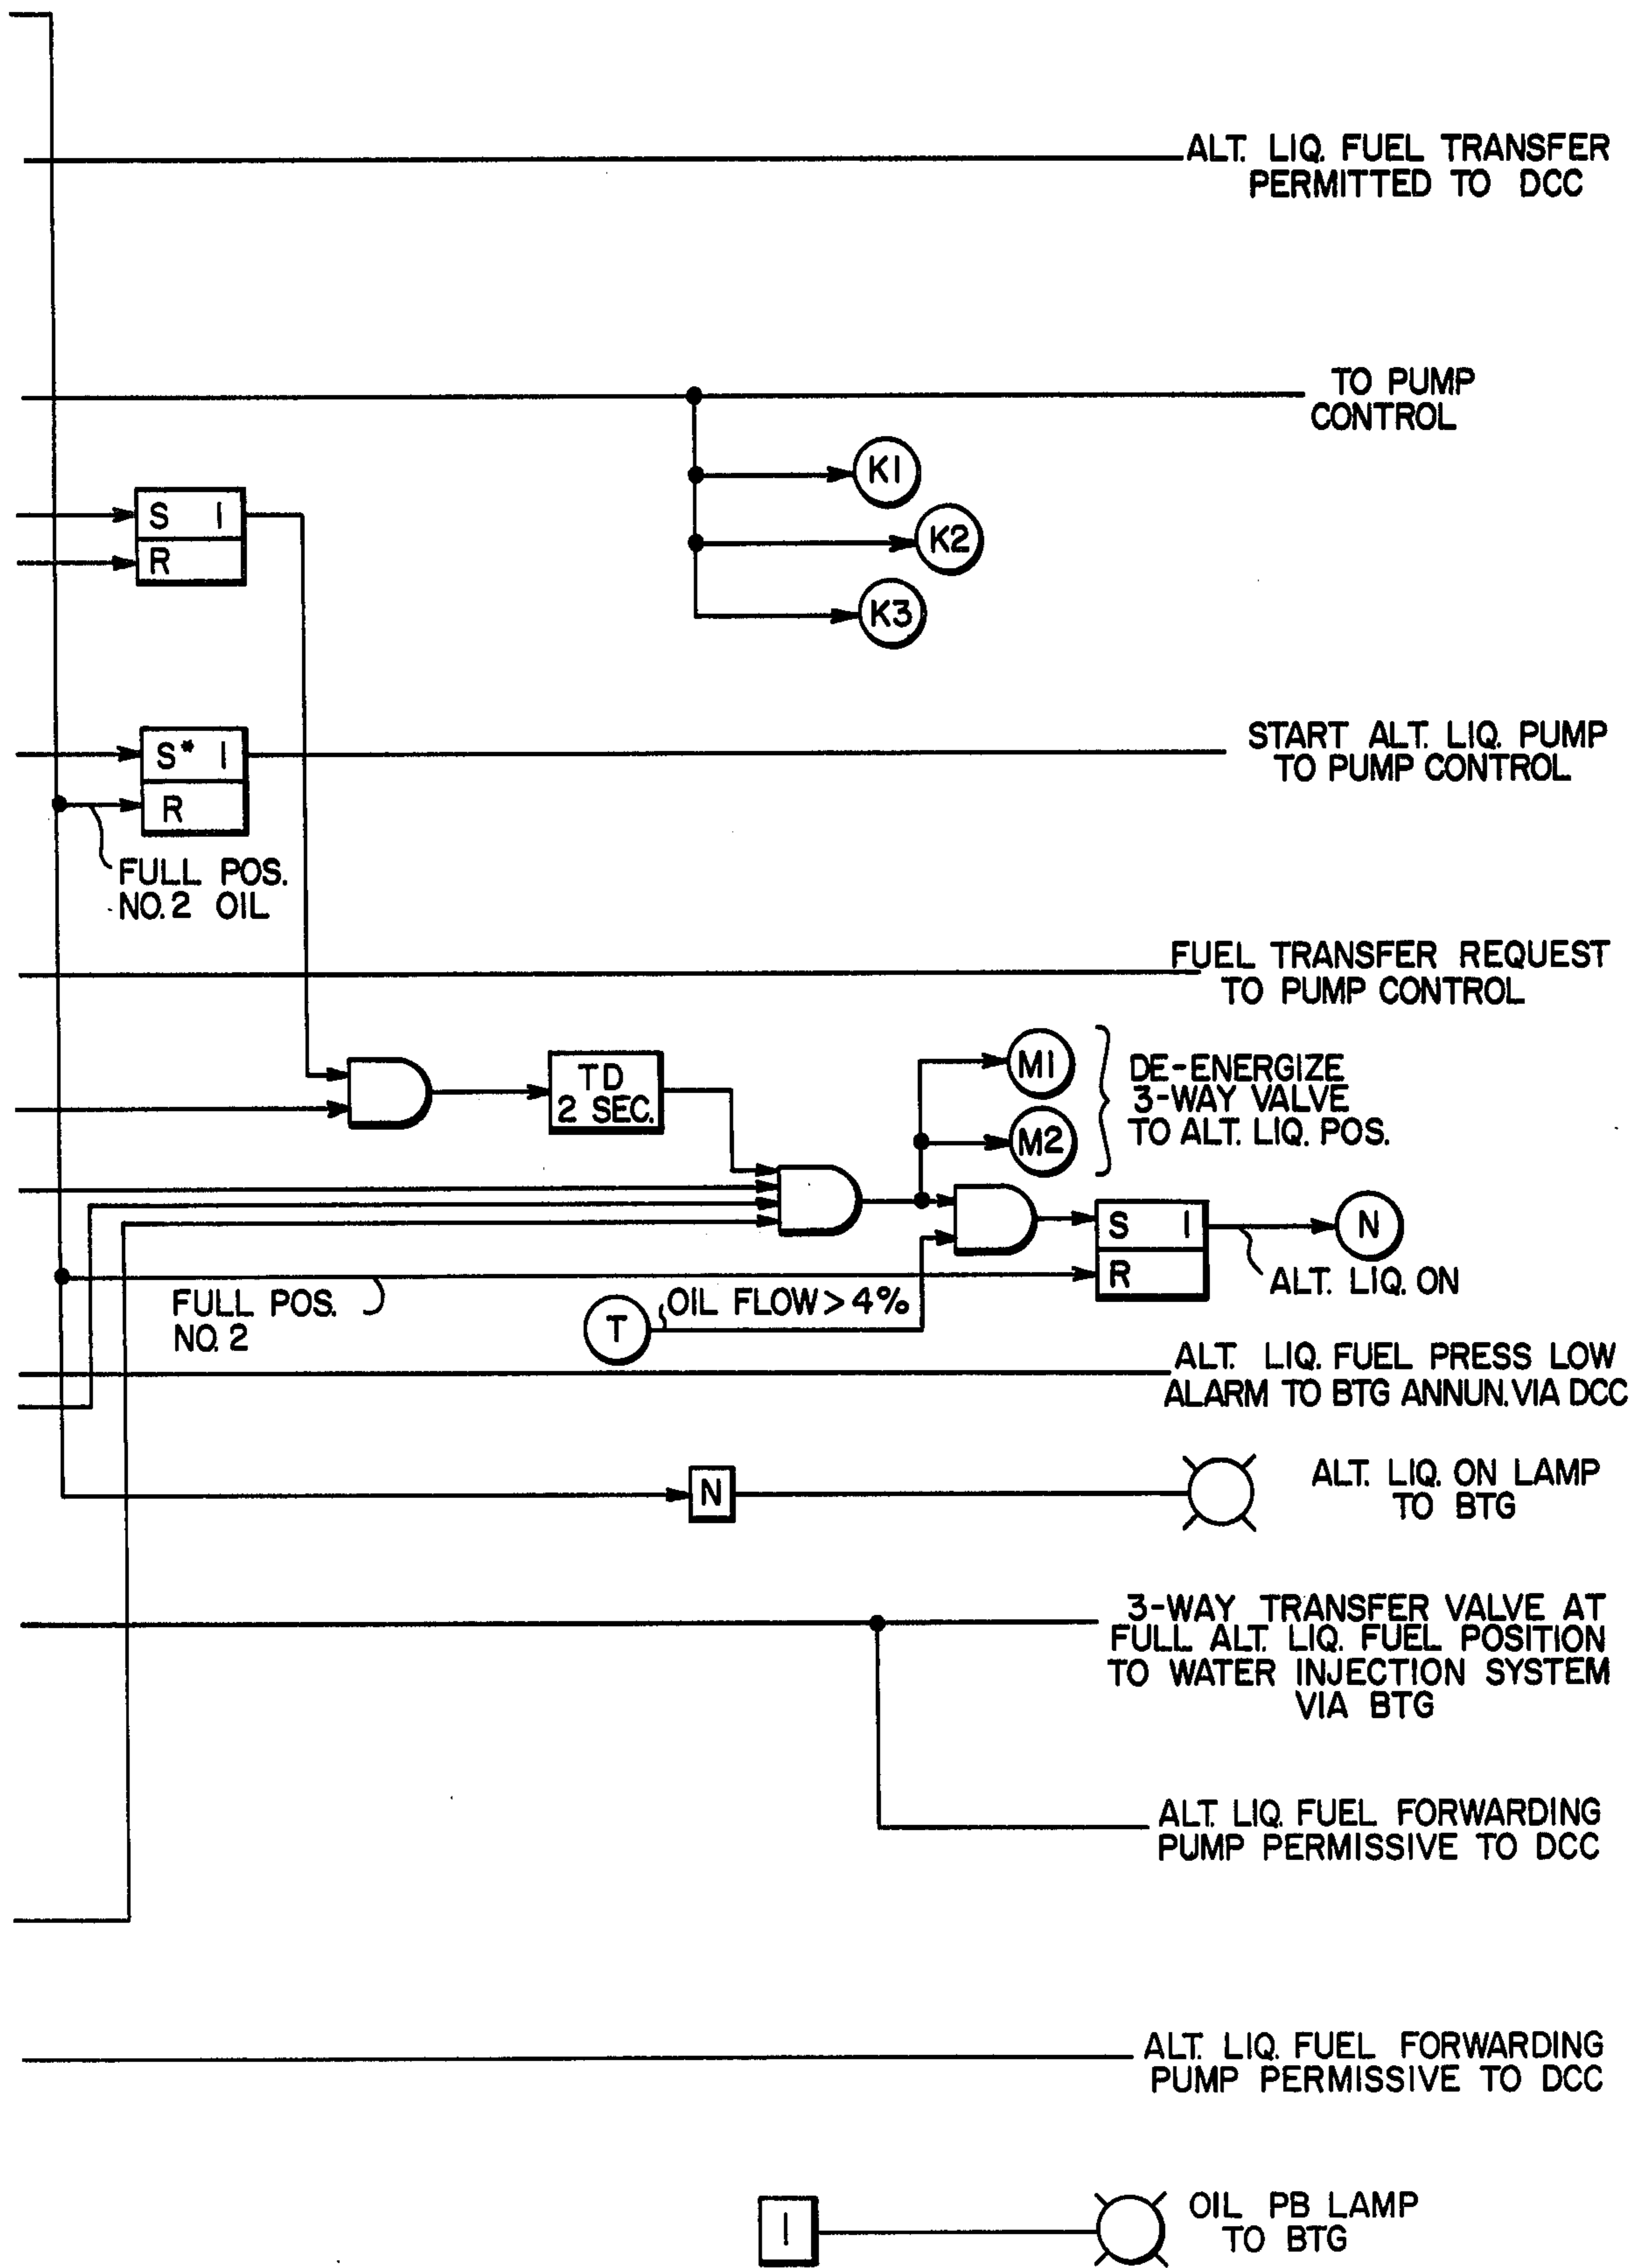 ALT. LIQ. FUEL TRANSFER
PERMITTED TO DCC
TO PUMP
CONTROL
K1
S 1
K2
R
K3
START ALT. LIQ. PUMP
TO PUMP CONTROL
S* 1
R
FULL POS.
NO. 2 OIL
FUEL TRANSFER REQUEST
TO PUMP CONTROL
M1
TD
2 SEC.
DE-ENERGIZE
3-WAY VALVE
TO ALT. LIQ. POS.
M2
S 1
N
R
ALT. LIQ. ON
FULL POS.
NO. 2
T
OIL FLOW > 4%
ALT. LIQ. FUEL PRESS LOW
ALARM TO BTG ANNUN. VIA DCC
N
ALT. LIQ. ON LAMP
TO BTG
3-WAY TRANSFER VALVE AT
FULL ALT. LIQ. FUEL POSITION
TO WATER INJECTION SYSTEM
VIA BTG
ALT. LIQ. FUEL FORWARDING
PUMP PERMISSIVE TO DCC
ALT. LIQ. FUEL FORWARDING
PUMP PERMISSIVE TO DCC
I
OIL PB LAMP
TO BTG